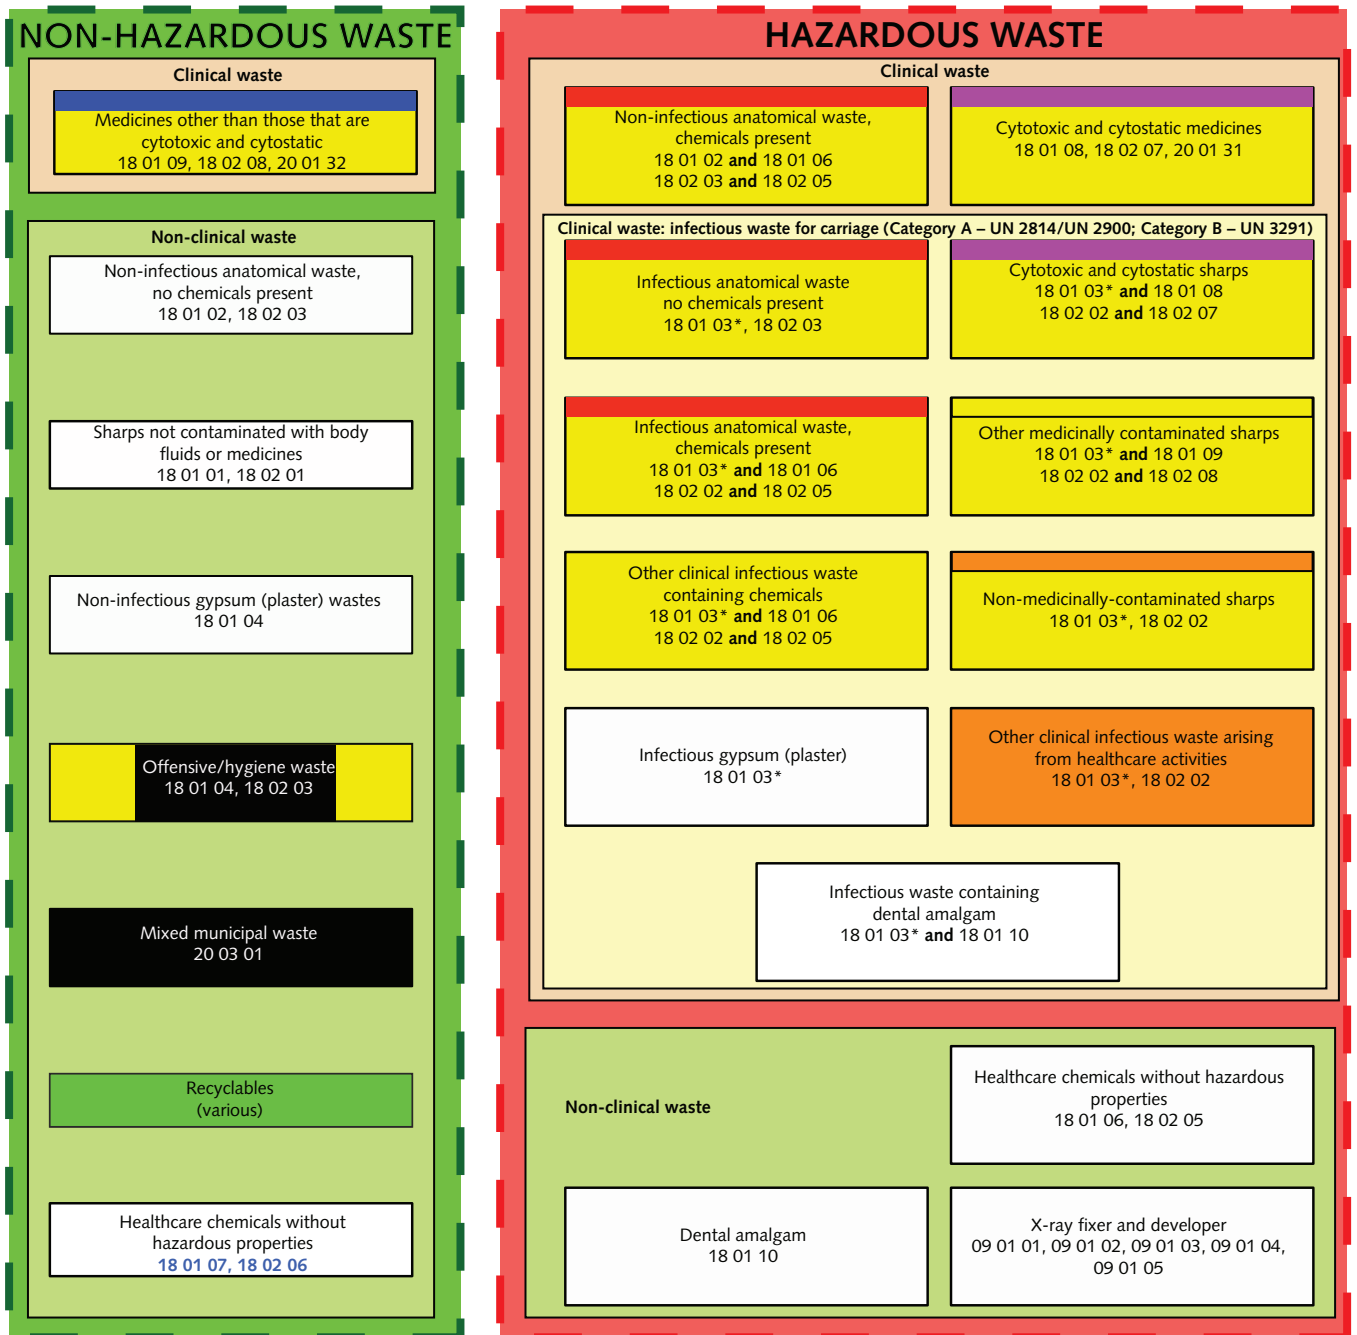 NON-HAZARDOUS WASTE
Clinical waste
Medicines other than those that are
cytotoxic and cytostatic
18 01 09, 18 02 08, 20 01 32
Non-clinical waste
Non-infectious anatomical waste,
no chemicals present
18 01 02, 18 02 03
Sharps not contaminated with body
fluids or medicines
18 01 01, 18 02 01
Non-infectious gypsum (plaster) wastes
18 01 04
Offensive/hygiene waste
18 01 04, 18 02 03
Mixed municipal waste
20 03 01
Recyclables
(various)
Healthcare chemicals without
hazardous properties
18 01 07, 18 02 06
HAZARDOUS WASTE
Clinical waste
Non-infectious anatomical waste,
chemicals present
18 01 02 and 18 01 06
18 02 03 and 18 02 05
Cytotoxic and cytostatic medicines
18 01 08, 18 02 07, 20 01 31
Clinical waste: infectious waste for carriage (Category A – UN 2814/UN 2900; Category B – UN 3291)
Infectious anatomical waste
no chemicals present
18 01 03*, 18 02 03
Cytotoxic and cytostatic sharps
18 01 03* and 18 01 08
18 02 02 and 18 02 07
Infectious anatomical waste,
chemicals present
18 01 03* and 18 01 06
18 02 02 and 18 02 05
Other medicinally contaminated sharps
18 01 03* and 18 01 09
18 02 02 and 18 02 08
Other clinical infectious waste
containing chemicals
18 01 03* and 18 01 06
18 02 02 and 18 02 05
Non-medicinally-contaminated sharps
18 01 03*, 18 02 02
Infectious gypsum (plaster)
18 01 03*
Other clinical infectious waste arising
from healthcare activities
18 01 03*, 18 02 02
Infectious waste containing
dental amalgam
18 01 03* and 18 01 10
Non-clinical waste
Healthcare chemicals without hazardous
properties
18 01 06, 18 02 05
Dental amalgam
18 01 10
X-ray fixer and developer
09 01 01, 09 01 02, 09 01 03, 09 01 04,
09 01 05